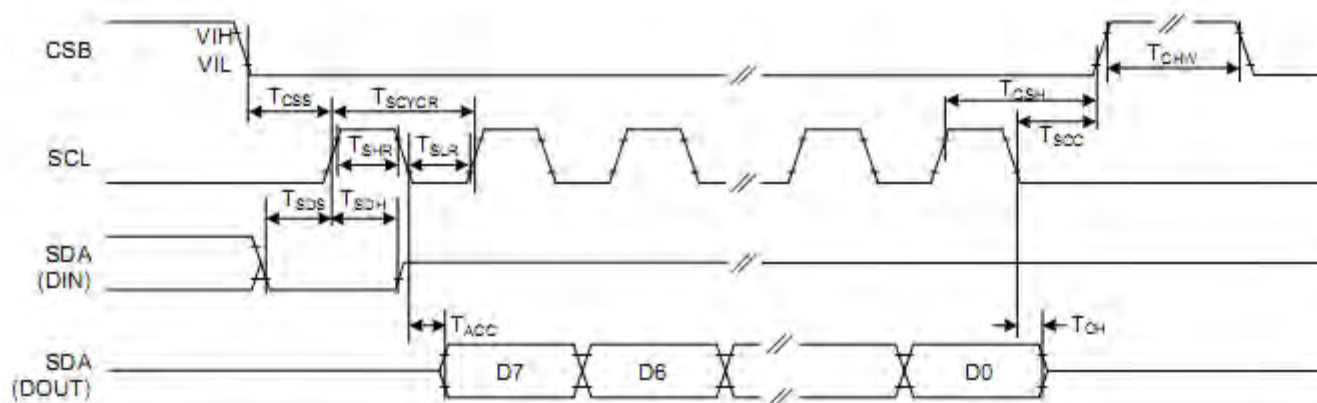 CSB
VIH
VIL
TCHW
TCSS
TSCYCR
TCSH
SCL
TSHR
TSLR
TSCC
TSDS
TSDH
SDA
(DIN)
TACC
TOH
SDA
(DOUT)
D7
D6
D0